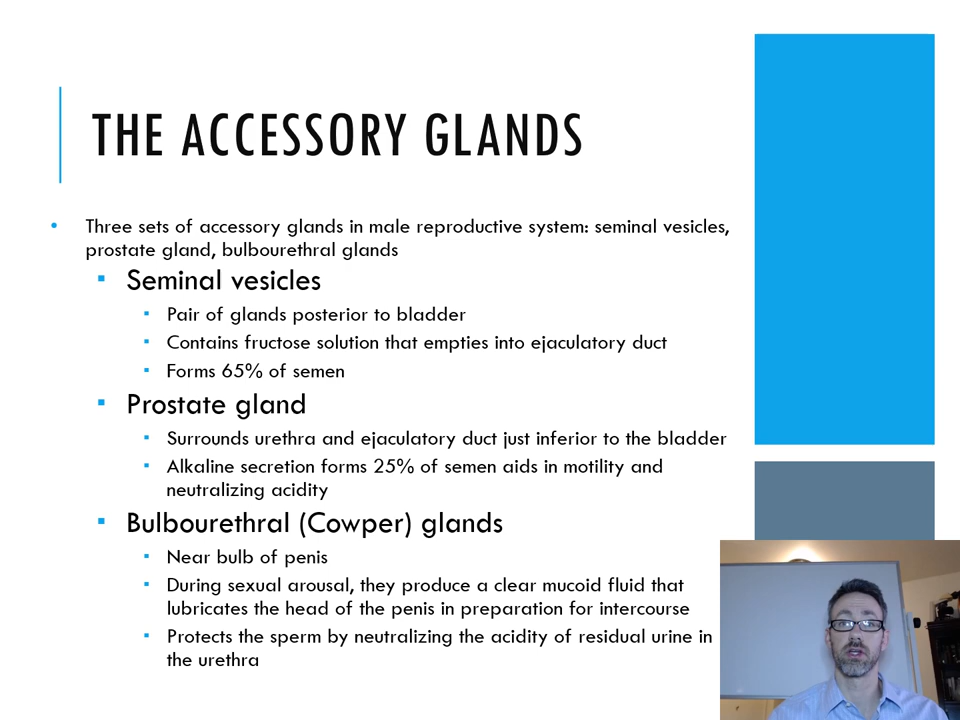 THE ACCESSORY GLANDS
• Three sets of accessory glands in male reproductive system: seminal vesicles,
prostate gland, bulbourethral glands
▪ Seminal vesicles
▪ Pair of glands posterior to bladder
▪ Contains fructose solution that empties into ejaculatory duct
▪ Forms 65% of semen
▪ Prostate gland
▪ Surrounds urethra and ejaculatory duct just inferior to the bladder
▪ Alkaline secretion forms 25% of semen aids in motility and
neutralizing acidity
▪ Bulbourethral (Cowper) glands
▪ Near bulb of penis
▪ During sexual arousal, they produce a clear mucoid fluid that
lubricates the head of the penis in preparation for intercourse
▪ Protects the sperm by neutralizing the acidity of residual urine in
the urethra